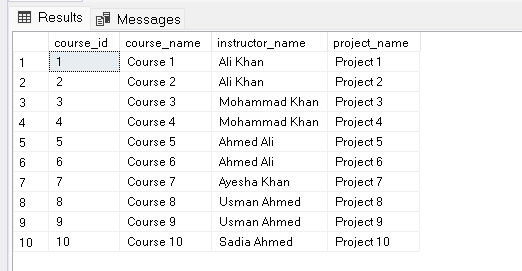 Results Messages
course_id course_name instructor_name project_name
1 1 Course 1 Ali Khan Project 1
2 2 Course 2 Ali Khan Project 2
3 3 Course 3 Mohammad Khan Project 3
4 4 Course 4 Mohammad Khan Project 4
5 5 Course 5 Ahmed Ali Project 5
6 6 Course 6 Ahmed Ali Project 6
7 7 Course 7 Ayesha Khan Project 7
8 8 Course 8 Usman Ahmed Project 8
9 9 Course 9 Usman Ahmed Project 9
10 10 Course 10 Sadia Ahmed Project 10